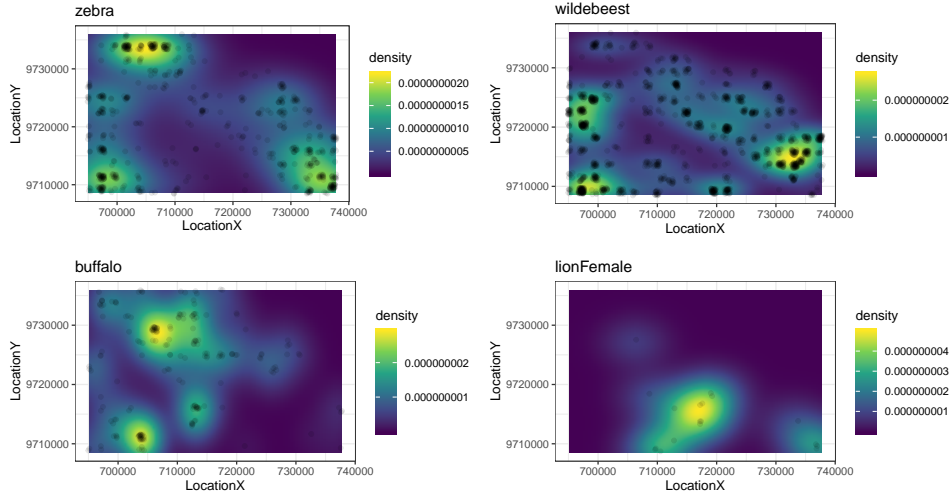 zebra
LocationY
9730000
9720000
9710000
700000 710000 720000 730000 740000
LocationX
density
0.0000000020
0.0000000015
0.0000000010
0.0000000005
wildebeest
LocationY
9730000
9720000
9710000
700000 710000 720000 730000 740000
LocationX
density
0.000000002
0.000000001
buffalo
LocationY
9730000
9720000
9710000
700000 710000 720000 730000 740000
LocationX
density
0.000000002
0.000000001
lionFemale
LocationY
9730000
9720000
9710000
700000 710000 720000 730000 740000
LocationX
density
0.000000004
0.000000003
0.000000002
0.000000001